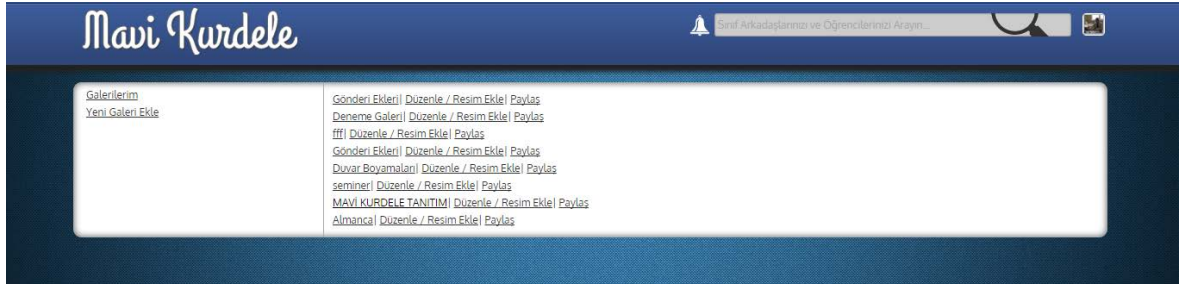 Mavi Kurdele
Sınıf Arkadaşlarınızı ve Öğrencilerinizi Arayın...
Galerilerim
Yeni Galeri Ekle
Gönderi Ekleri| Düzenle / Resim Ekle| Paylaş
Deneme Galeri| Düzenle / Resim Ekle| Paylaş
fff| Düzenle / Resim Ekle| Paylaş
Gönderi Ekleri| Düzenle / Resim Ekle| Paylaş
Duvar Boyamaları| Düzenle / Resim Ekle| Paylaş
seminer| Düzenle / Resim Ekle| Paylaş
MAVİ KURDELE TANITIM| Düzenle / Resim Ekle| Paylaş
Almanca| Düzenle / Resim Ekle| Paylaş